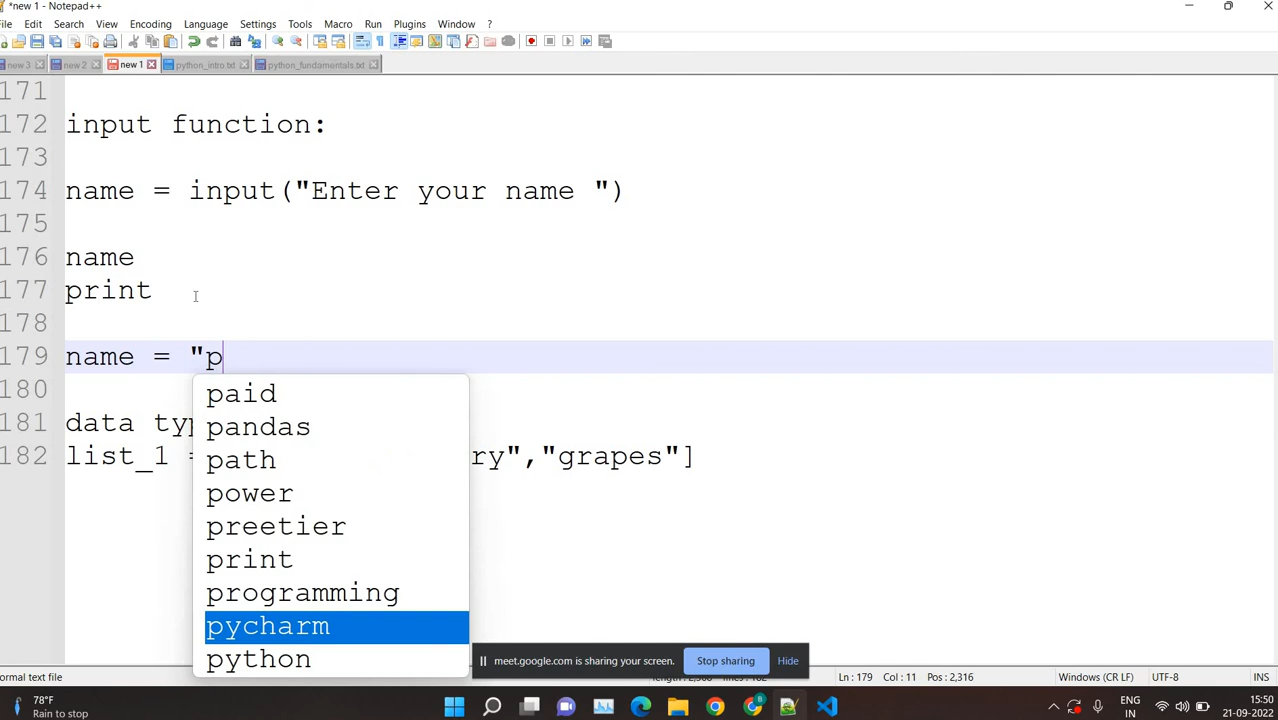 *new 1 - Notepad++
File Edit Search View Encoding Language Settings Tools Macro Run Plugins Window ?
new 3 new 2 new 1 python_intro.txt python_fundamentals.txt
171
172 input function:
173
174 name = input("Enter your name ")
175
176 name
177 print
178
179 name = "p
180
181 data typ
182 list_1 = ry","grapes"]
paid
pandas
path
power
preetier
print
programming
pycharm
python
meet.google.com is sharing your screen. Stop sharing Hide
ormal text file Ln : 179 Col : 11 Pos : 2,316 Windows (CR LF) UTF-8 INS
78°F
Rain to stop
ENG
IN
15:50
21-09-2022